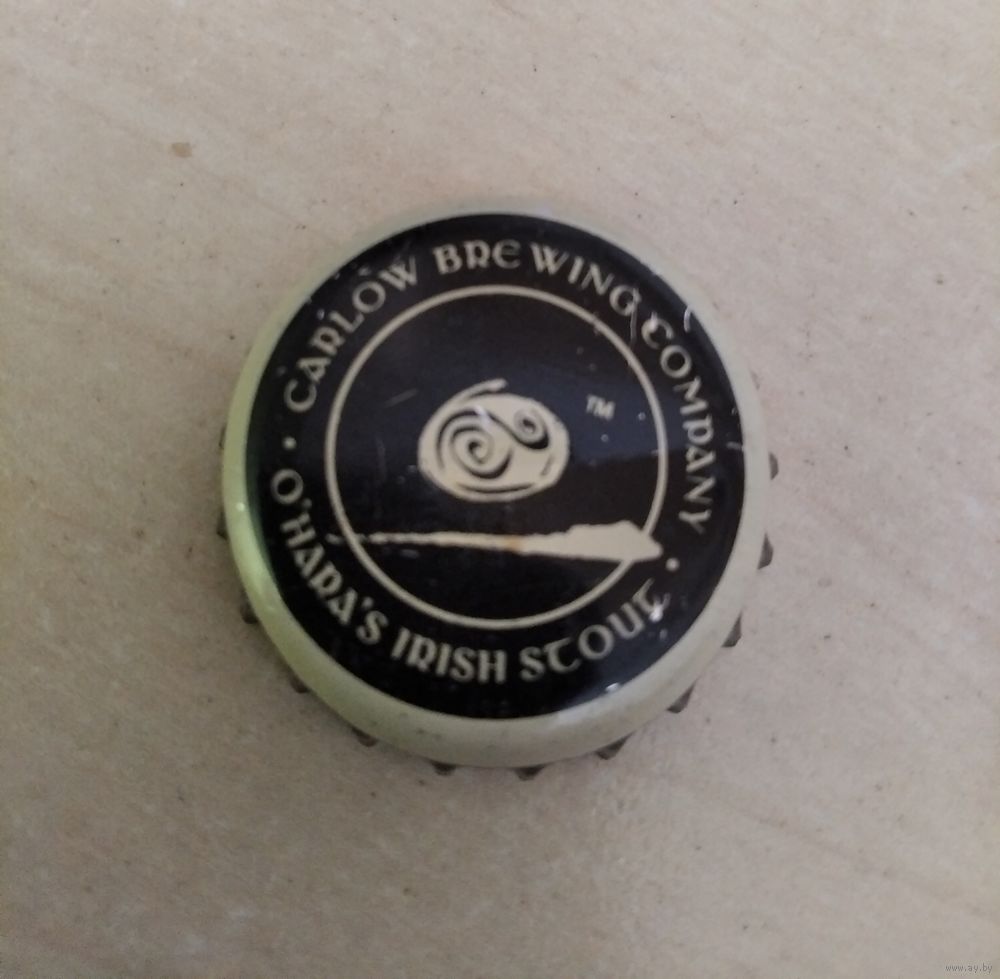 • CARLOW BREWING COMPANY •
O'HARA'S IRISH STOUT
TM
www.ay.by